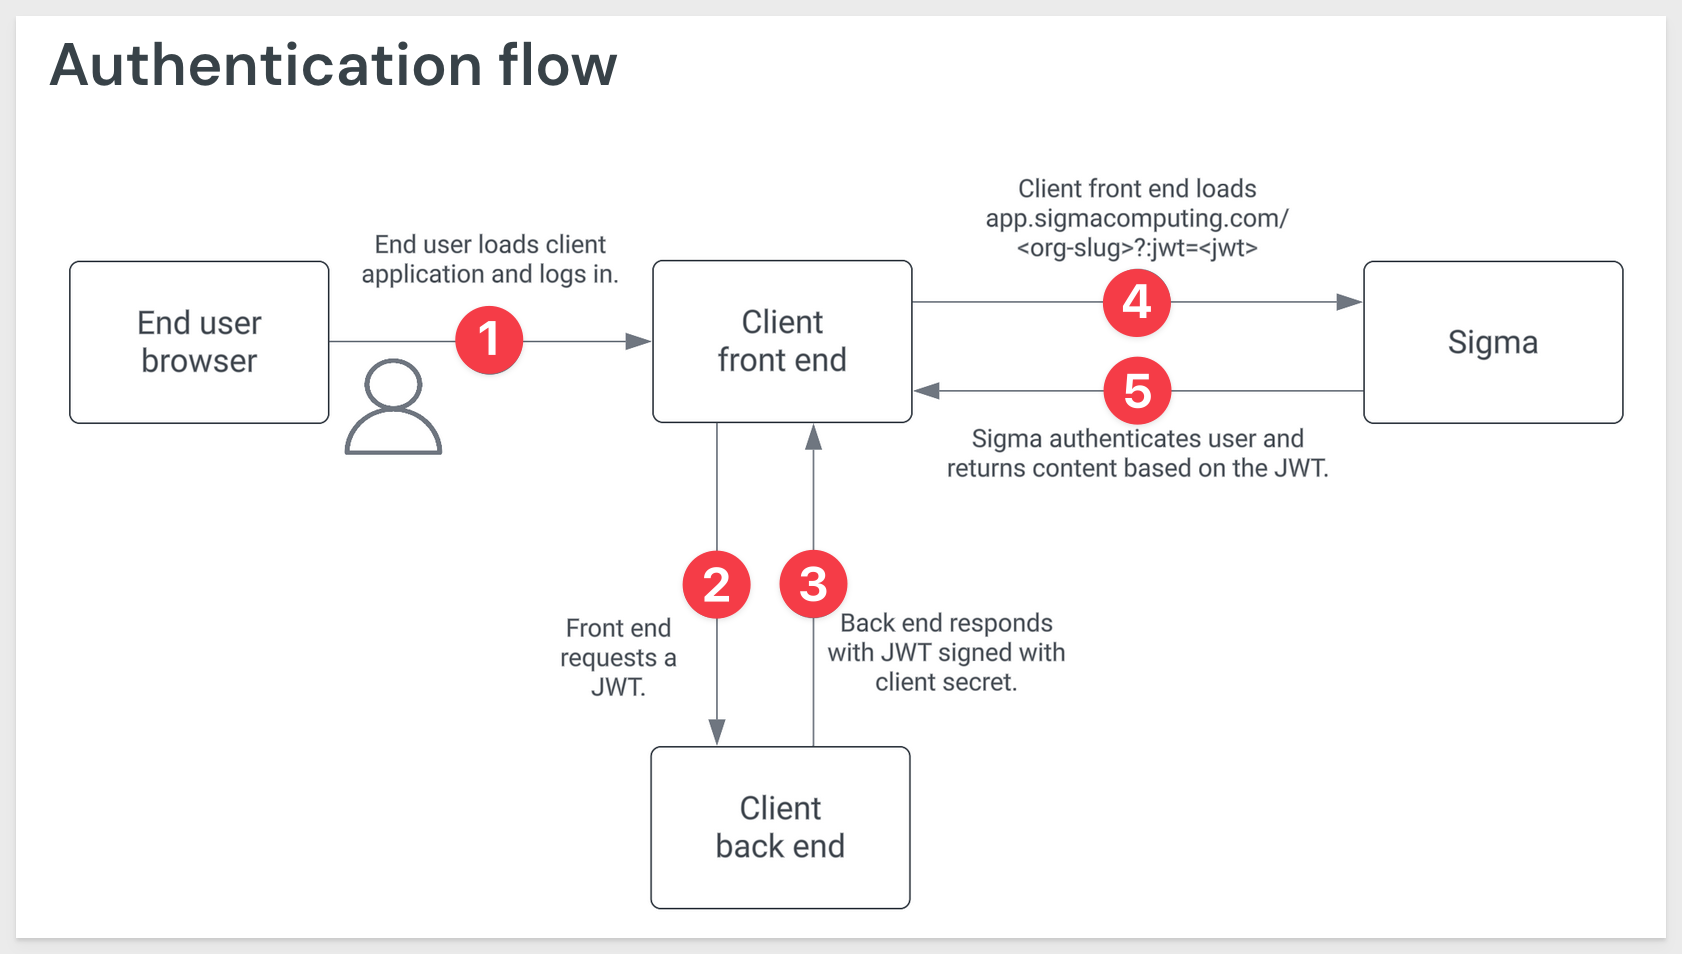 Authentication flow
End user
browser
End user loads client
application and logs in.
1
Client
front end
Client front end loads
app.sigmacomputing.com/
<org-slug>?:jwt=<jwt>
4
5
Sigma authenticates user and
returns content based on the JWT.
Sigma
2
Front end
requests a
JWT.
3
Back end responds
with JWT signed with
client secret.
Client
back end